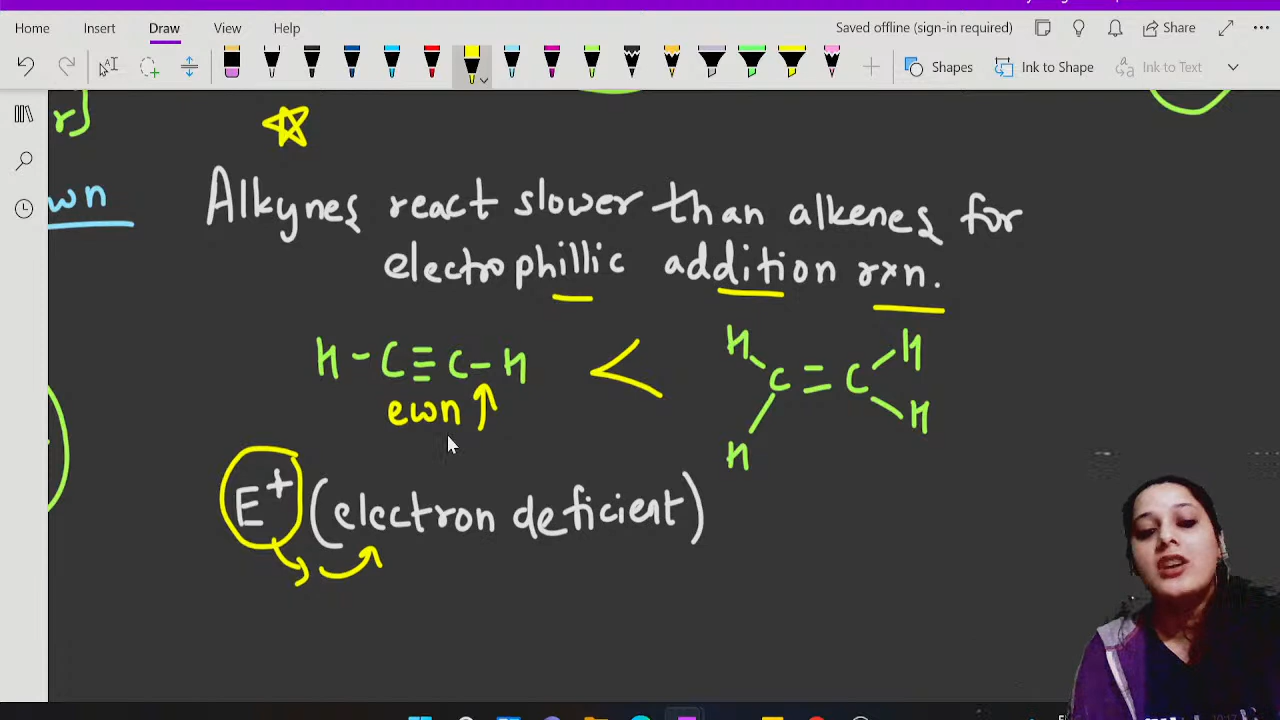 Home Insert Draw View Help Saved offline (sign-in required) Share
Shapes Ink to Shape Ink to Text
r]
wn
Alkynes react slower than alkenes for
electrophillic addition rxn.
H-C≡C-H < H H C=C H H
ewn ↑
E+ (electron deficient)